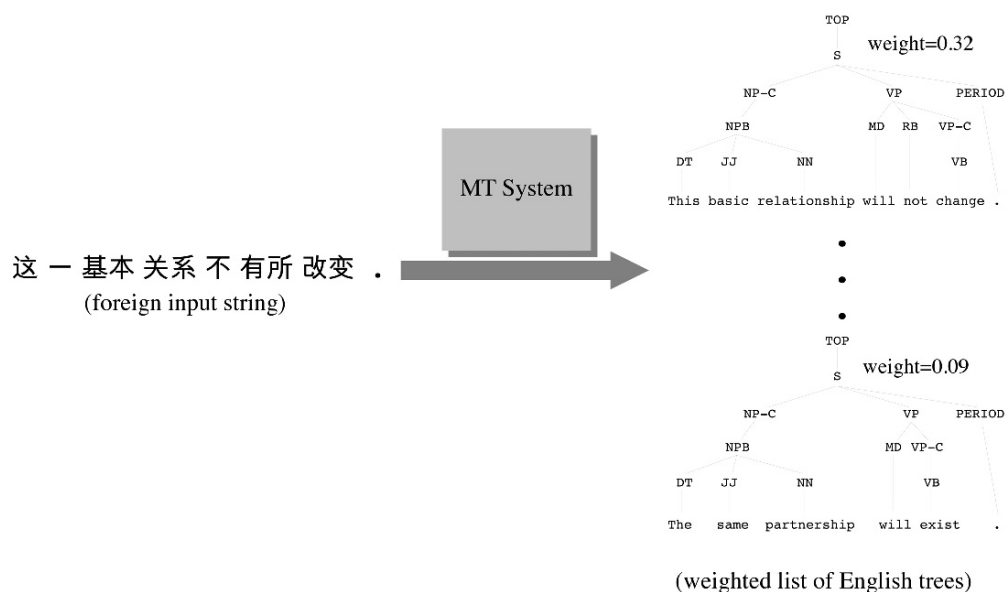 TOP
weight=0.32
S
NP-C VP PERIOD
NPB MD RB VP-C
DT JJ NN VB
This basic relationship will not change .
MT System
这 一 基本 关系 不 有所 改变 .
(foreign input string)
TOP
weight=0.09
S
NP-C VP PERIOD
NPB MD VP-C
DT JJ NN VB
The same partnership will exist .
(weighted list of English trees)